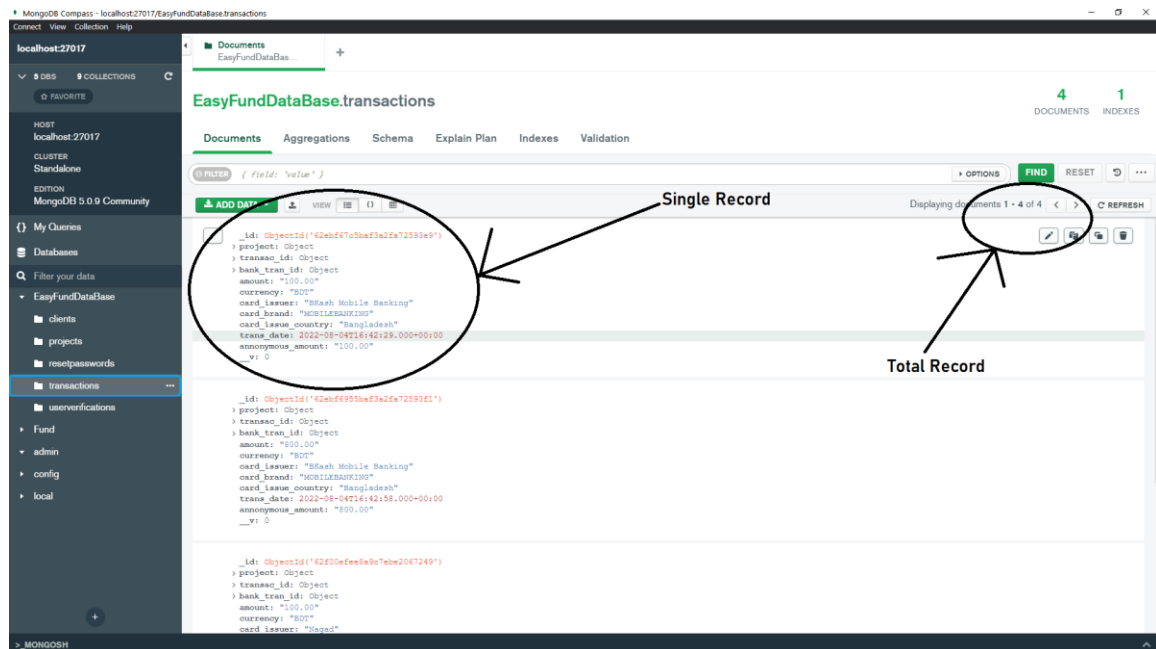 MongoDB Compass - localhost:27017/EasyFundDataBase.transactions
Connect View Collection Help
localhost:27017
5 DBS 9 COLLECTIONS
FAVORITE
HOST
localhost:27017
CLUSTER
Standalone
EDITION
MongoDB 5.0.9 Community
My Queries
Databases
Filter your data
EasyFundDataBase
clients
projects
resetpasswords
transactions
userverifications
Fund
admin
config
local
>_MONGOSH
Documents
EasyFundDataBas...
EasyFundDataBase.transactions
4
DOCUMENTS
1
INDEXES
Documents Aggregations Schema Explain Plan Indexes Validation
FILTER { field: 'value' }
OPTIONS FIND RESET
ADD DATA VIEW
Single Record
Displaying documents 1 - 4 of 4 REFRESH
_id: ObjectId('62ebf67c5baf3a2fa72593e9')
project: Object
transac_id: Object
bank_tran_id: Object
amount: "100.00"
currency: "BDT"
card_issuer: "BKash Mobile Banking"
card_brand: "MOBILEBANKING"
card_issue_country: "Bangladesh"
trans_date: 2022-08-04T16:42:29.000+00:00
annonymous_amount: "100.00"
__v: 0
Total Record
_id: ObjectId('62ebf6955baf3a2fa72593f1')
project: Object
transac_id: Object
bank_tran_id: Object
amount: "800.00"
currency: "BDT"
card_issuer: "BKash Mobile Banking"
card_brand: "MOBILEBANKING"
card_issue_country: "Bangladesh"
trans_date: 2022-08-04T16:42:58.000+00:00
annonymous_amount: "800.00"
__v: 0
_id: ObjectId('62f00efee8a9c7ebe2067249')
project: Object
transac_id: Object
bank_tran_id: Object
amount: "100.00"
currency: "BDT"
card_issuer: "Nagad"